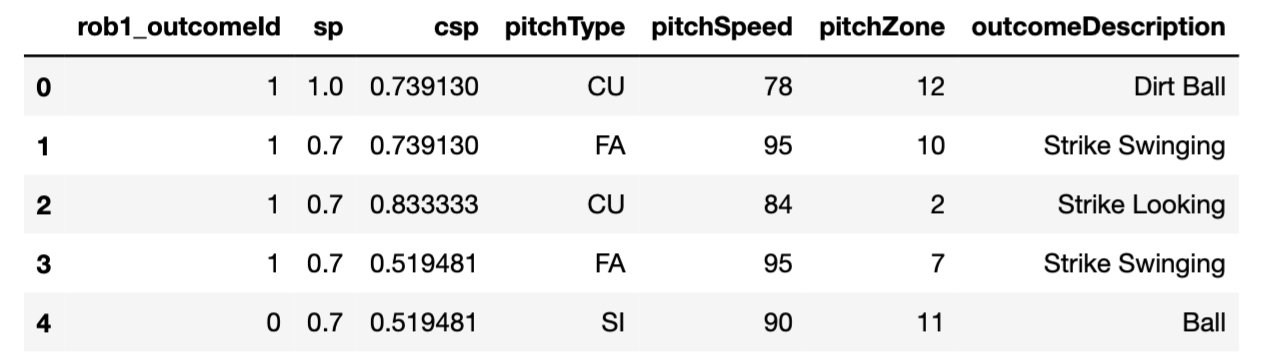 rob1_outcomeId sp csp pitchType pitchSpeed pitchZone outcomeDescription
0 1 1.0 0.739130 CU 78 12 Dirt Ball
1 1 0.7 0.739130 FA 95 10 Strike Swinging
2 1 0.7 0.833333 CU 84 2 Strike Looking
3 1 0.7 0.519481 FA 95 7 Strike Swinging
4 0 0.7 0.519481 SI 90 11 Ball